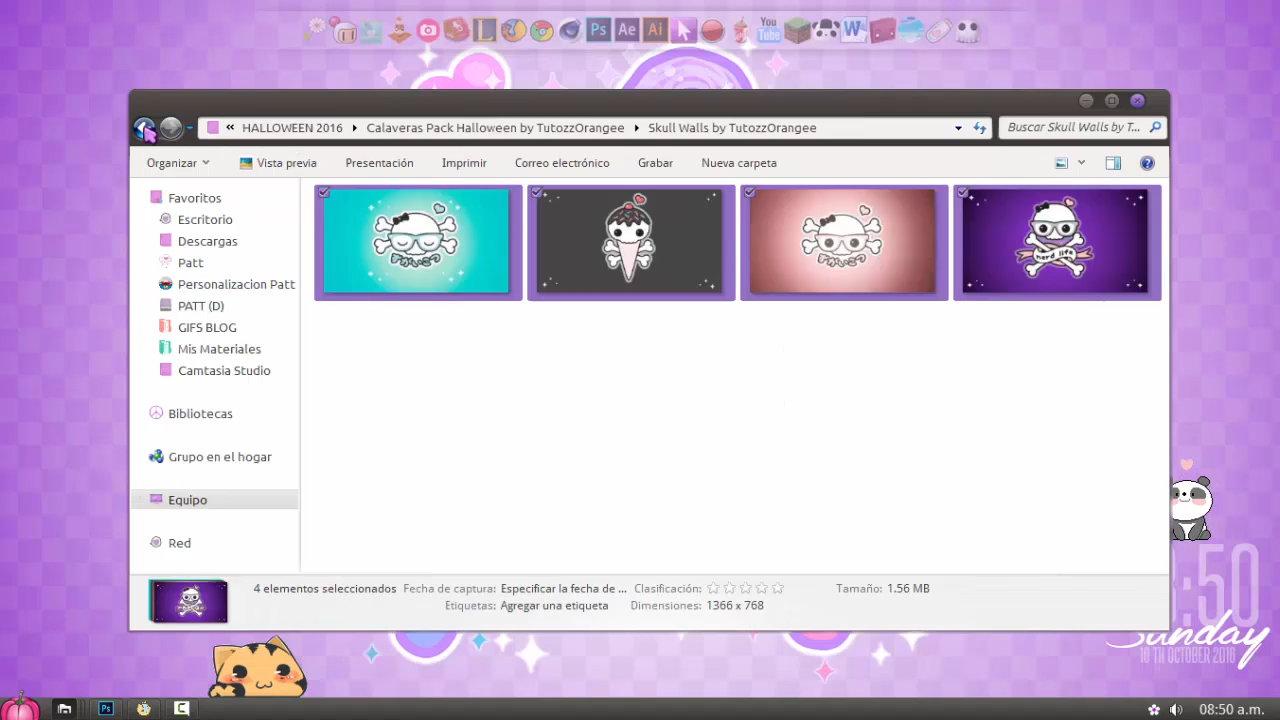 Ps
Ae
Ai
You
Tube
W
« HALLOWEEN 2016 ▸ Calaveras Pack Halloween by TutozzOrangee ▸ Skull Walls by TutozzOrangee
Buscar Skull Walls by T...
Organizar
Vista previa
Presentación
Imprimir
Correo electrónico
Grabar
Nueva carpeta
Favoritos
Escritorio
Descargas
Patt
Personalizacion Patt
PATT (D)
GIFS BLOG
Mis Materiales
Camtasia Studio
Bibliotecas
Grupo en el hogar
Equipo
Red
nerd life
4 elementos seleccionados
Fecha de captura: Especificar la fecha de ...
Etiquetas: Agregar una etiqueta
Clasificación:
Dimensiones: 1366 x 768
Tamaño: 1.56 MB
:50
Sunday
16 TH OCTOBER 2016
Ps
C
08:50 a.m.